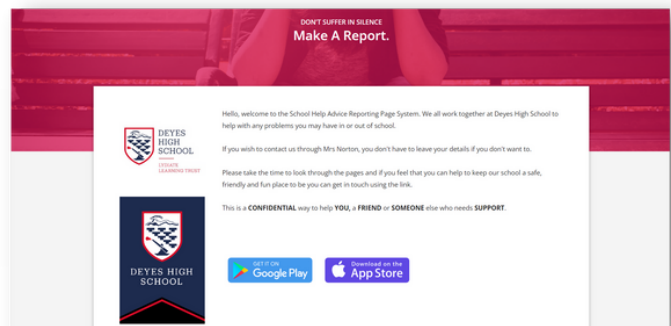 DON'T SUFFER IN SILENCE
Make A Report.
DEYES
HIGH
SCHOOL
LYDIATE
LEARNING TRUST
Hello, welcome to the School Help Advice Reporting Page System. We all work together at Deyes High School to
help with any problems you may have in or out of school.
If you wish to contact us through Mrs Norton, you don't have to leave your details if you don't want to.
Please take the time to look through the pages and if you feel that you can help to keep our school a safe,
friendly and fun place to be you can get in touch using the link.
This is a CONFIDENTIAL way to help YOU, a FRIEND or SOMEONE else who needs SUPPORT.
DEYES HIGH
SCHOOL
GET IT ON
Google Play
Download on the
App Store